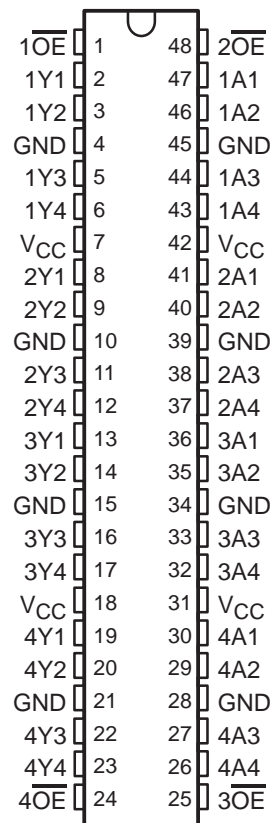 1O̅E̅ 1 48 2O̅E̅
1Y1 2 47 1A1
1Y2 3 46 1A2
GND 4 45 GND
1Y3 5 44 1A3
1Y4 6 43 1A4
VCC 7 42 VCC
2Y1 8 41 2A1
2Y2 9 40 2A2
GND 10 39 GND
2Y3 11 38 2A3
2Y4 12 37 2A4
3Y1 13 36 3A1
3Y2 14 35 3A2
GND 15 34 GND
3Y3 16 33 3A3
3Y4 17 32 3A4
VCC 18 31 VCC
4Y1 19 30 4A1
4Y2 20 29 4A2
GND 21 28 GND
4Y3 22 27 4A3
4Y4 23 26 4A4
4O̅E̅ 24 25 3O̅E̅